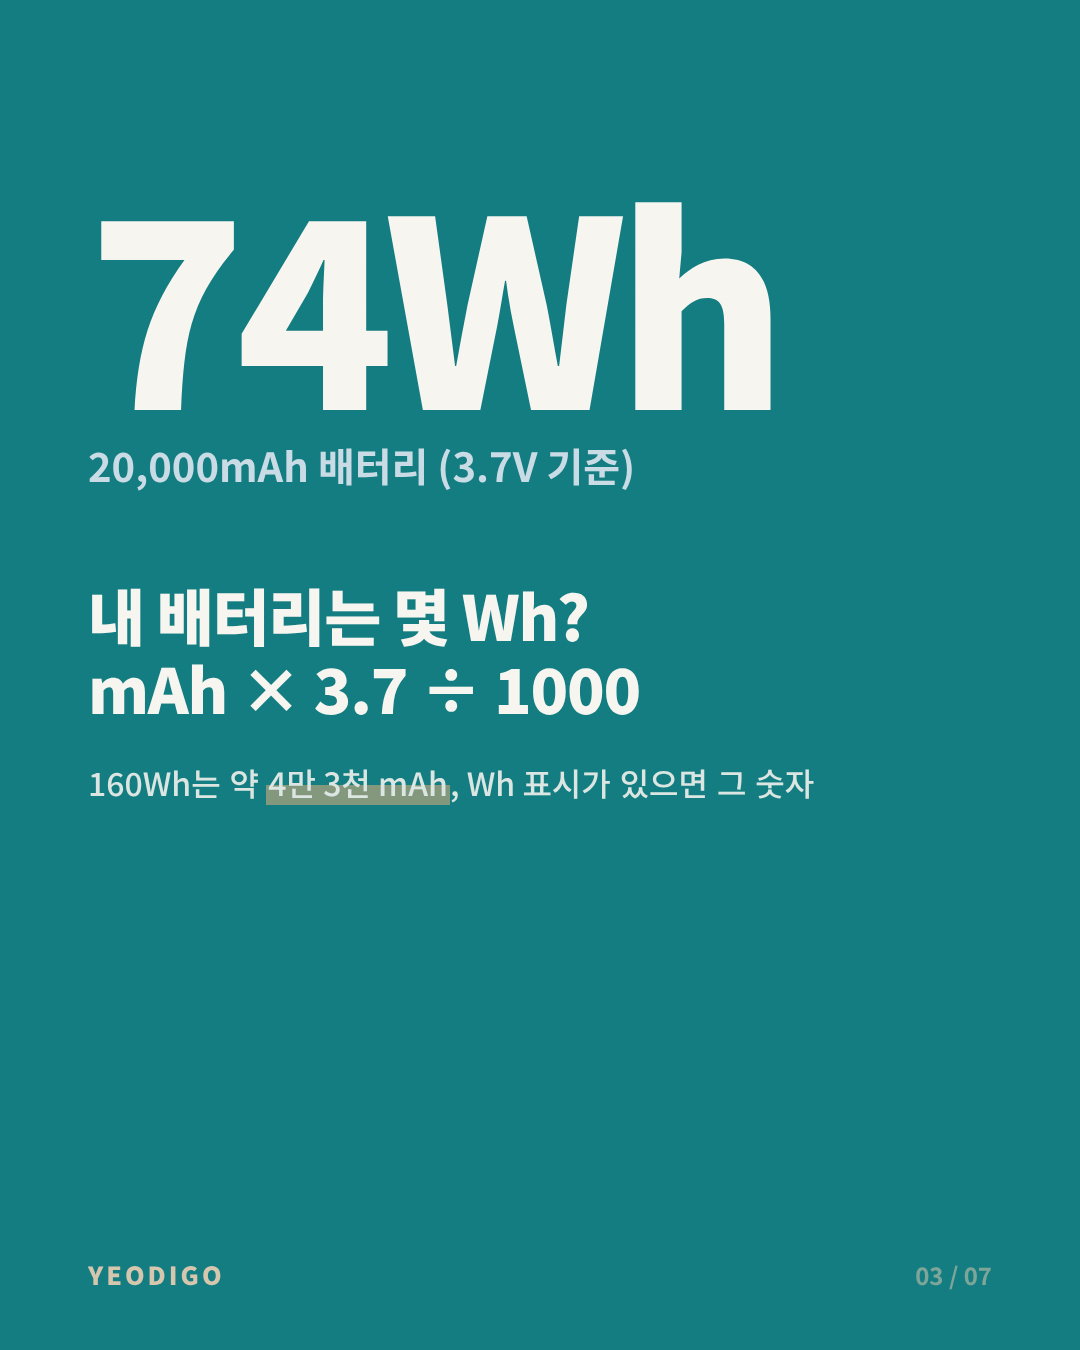 74Wh
20,000mAh 배터리 (3.7V 기준)
내 배터리는 몇 Wh?
mAh × 3.7 ÷ 1000
160Wh는 약 4만 3천 mAh, Wh 표시가 있으면 그 숫자
YEODIGO
03 / 07